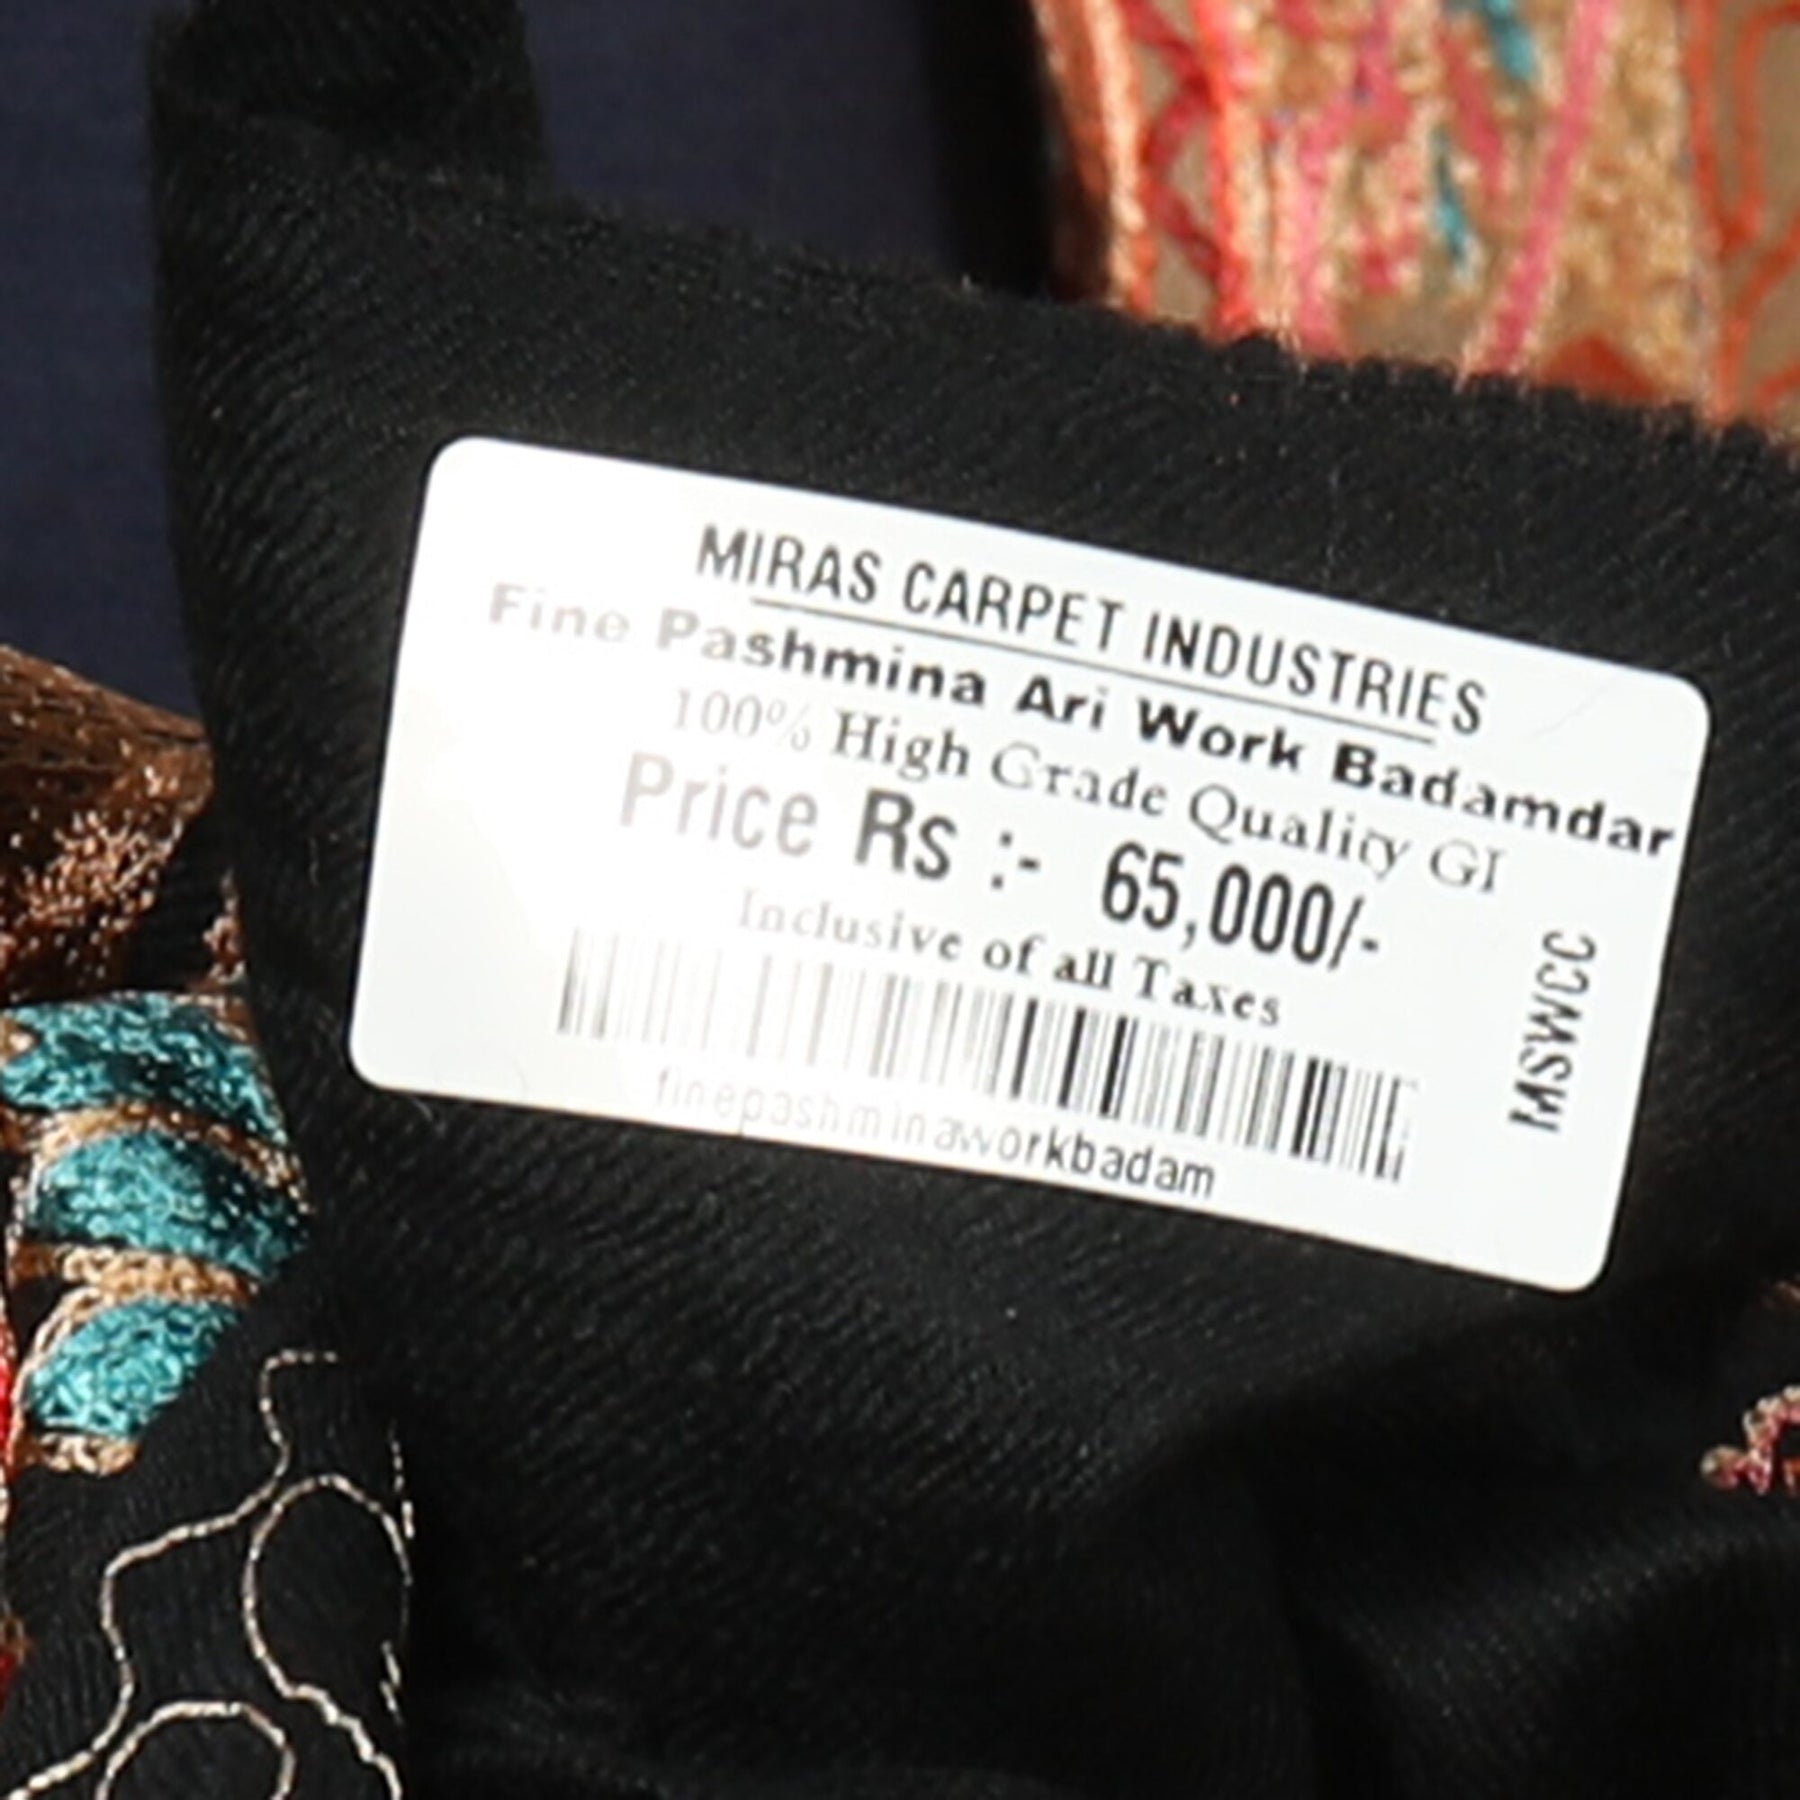 MIRAS CARPET INDUSTRIES
Fine Pashmina Ari Work Badamdar
100% High Grade Quality GI
Price Rs :- 65,000/-
Inclusive of all Taxes
finepashminaworkbadam
MSWCC